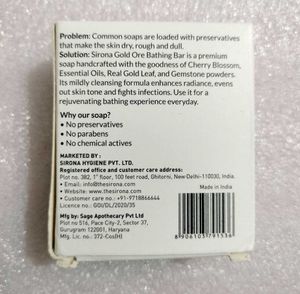 Problem: Common soaps are loaded with preservatives
that make the skin dry, rough and dull.
Solution: Sirona Gold Ore Bathing Bar is a premium
soap handcrafted with the goodness of Cherry Blossom,
Essential Oils, Real Gold Leaf, and Gemstone powders.
Its mildly cleansing formula enhances radiance, evens
out skin tone and fights infections. Use it for a
rejuvenating bathing experience everyday.
Why our soap?
• No preservatives
• No parabens
• No chemical actives
MARKETED BY :
SIRONA HYGIENE PVT. LTD.
Registered office and customer care address:
Plot no. 382, 1st floor, 100 feet road, Ghitorni, New Delhi-110030, India.
• Email - info@thesirona.com
• Website - www.thesirona.com
• Customer care no.: +91-9718866644
Licence no.: GOI/DL/2020/35
Made in India
Mfg by: Sage Apothecary Pvt Ltd
Plot no 516, Pace City-2, Sector 37,
Gurugram 122001, Haryana
Mfg. Lic. no.: 372-Cos(H)
8 906103 791536